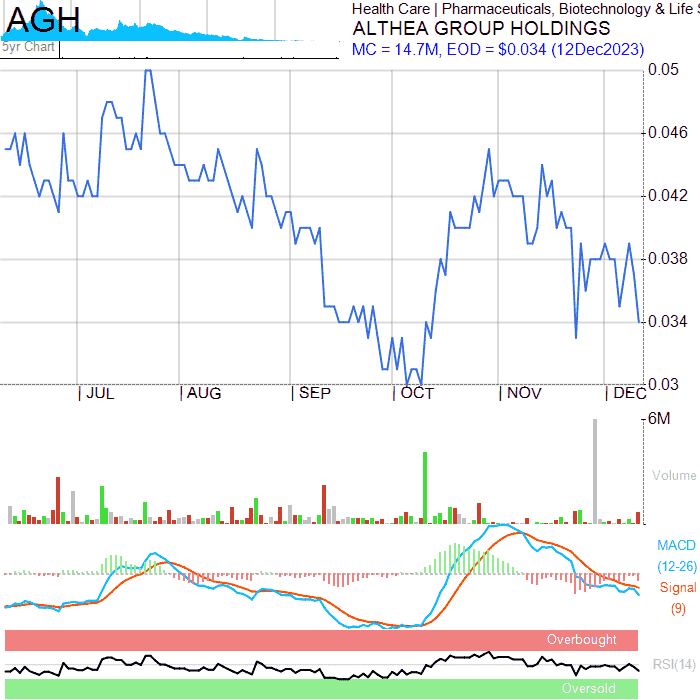 AGH
5yr Chart
Health Care | Pharmaceuticals, Biotechnology & Life S
ALTHEA GROUP HOLDINGS
MC = 14.7M, EOD = $0.034 (12Dec2023)
0.05
0.046
0.042
0.038
0.034
0.03
| JUL | AUG | SEP | OCT | NOV | DEC
6M
Volume
MACD
(12-26)
Signal
(9)
Overbought
RSI(14)
Oversold